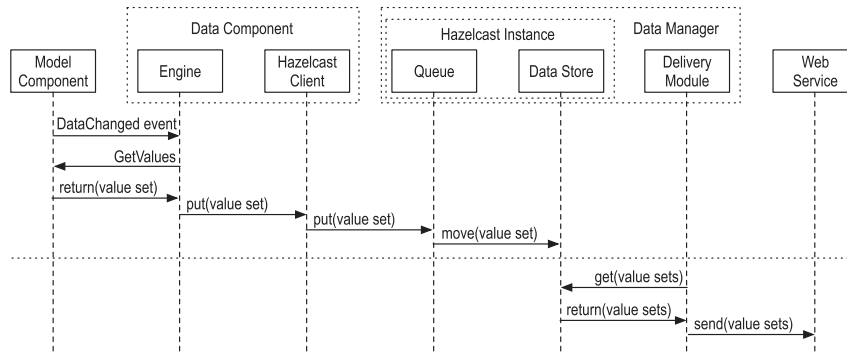 Data Component
Hazelcast Instance
Data Manager
Model
Component
Engine
Hazelcast
Client
Queue
Data Store
Delivery
Module
Web
Service
DataChanged event
GetValues
return(value set)
put(value set)
put(value set)
move(value set)
get(value sets)
return(value sets)
send(value sets)